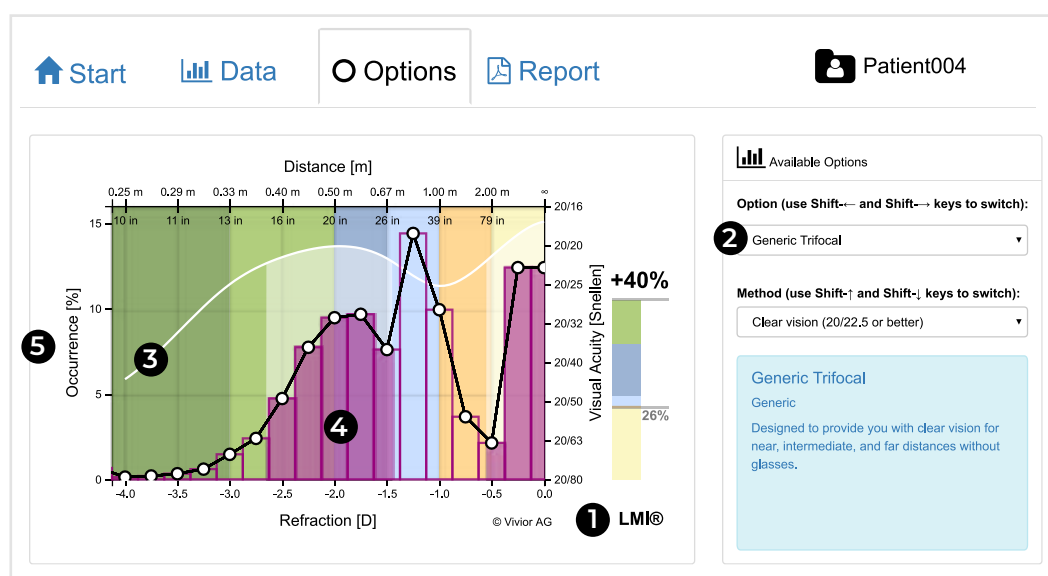 Start
Data
Options
Report
Patient004
Distance [m]
0.25 m 0.29 m 0.33 m 0.40 m 0.50 m 0.67 m 1.00 m 2.00 m ∞
10 in 11 in 13 in 16 in 20 in 26 in 39 in 79 in
15
10
5
0
Occurrence [%]
5
3
4
20/16
20/20
20/25
20/32
20/40
20/50
20/63
20/80
Visual Acuity [Snellen]
-4.0 -3.5 -3.0 -2.5 -2.0 -1.5 -1.0 -0.5 0.0
Refraction [D]
© Vivior AG
+40%
26%
1 LMI®
Available Options
Option (use Shift-← and Shift-→ keys to switch):
2 Generic Trifocal
Method (use Shift-↑ and Shift-↓ keys to switch):
Clear vision (20/22.5 or better)
Generic Trifocal
Generic
Designed to provide you with clear vision for
near, intermediate, and far distances without
glasses.